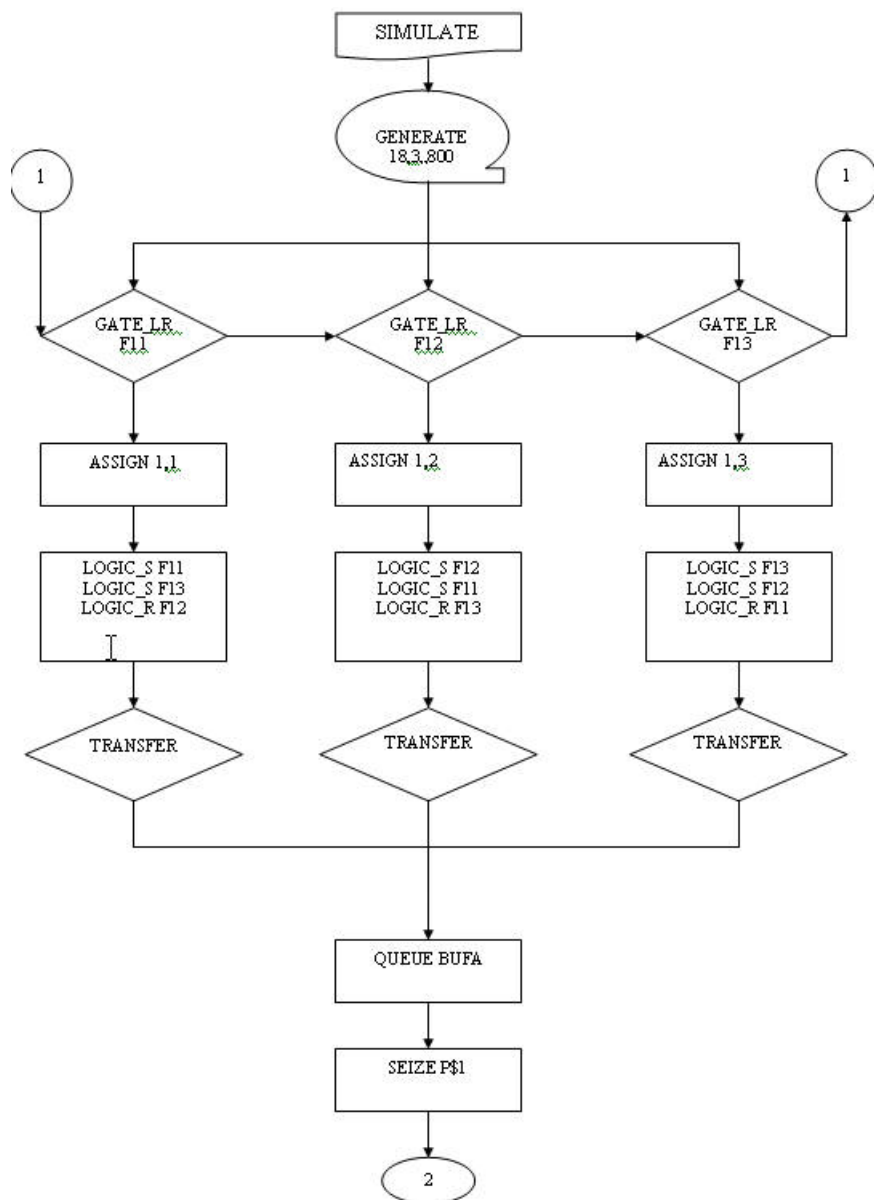 SIMULATE
GENERATE
18,3,,800
1
1
GATE_LR
F11
GATE_LR
F12
GATE_LR
F13
ASSIGN 1,1
ASSIGN 1,2
ASSIGN 1,3
LOGIC_S F11
LOGIC_S F13
LOGIC_R F12
LOGIC_S F12
LOGIC_S F11
LOGIC_R F13
LOGIC_S F13
LOGIC_S F12
LOGIC_R F11
TRANSFER
TRANSFER
TRANSFER
QUEUE BUFA
SEIZE P$1
2